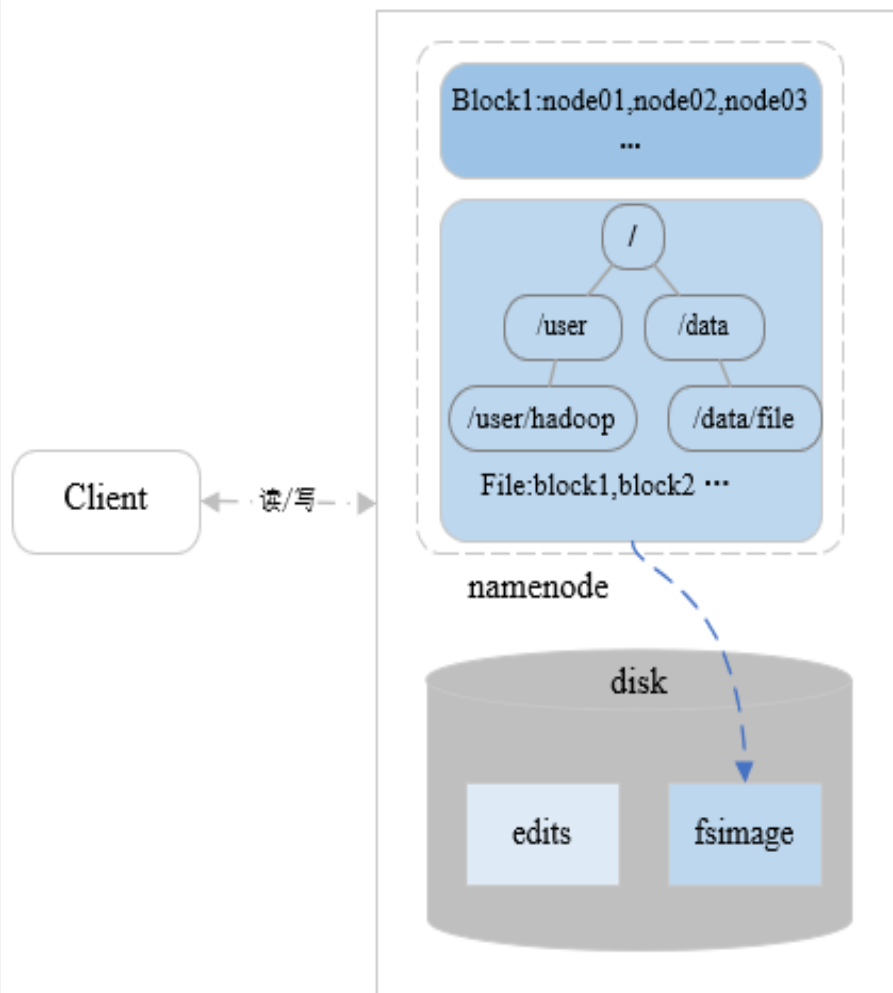 Block1:node01,node02,node03
...
/
/user
/data
/user/hadoop
/data/file
File:block1,block2 ...
Client
读/写
namenode
disk
edits
fsimage